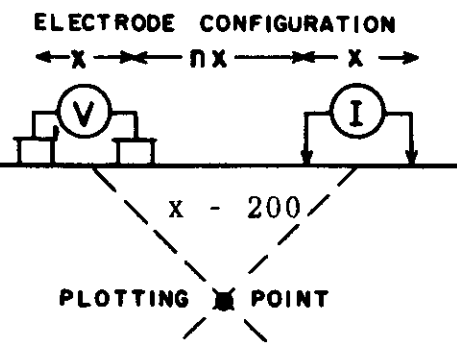 ELECTRODE CONFIGURATION
x nx x
V I
x - 200
PLOTTING POINT